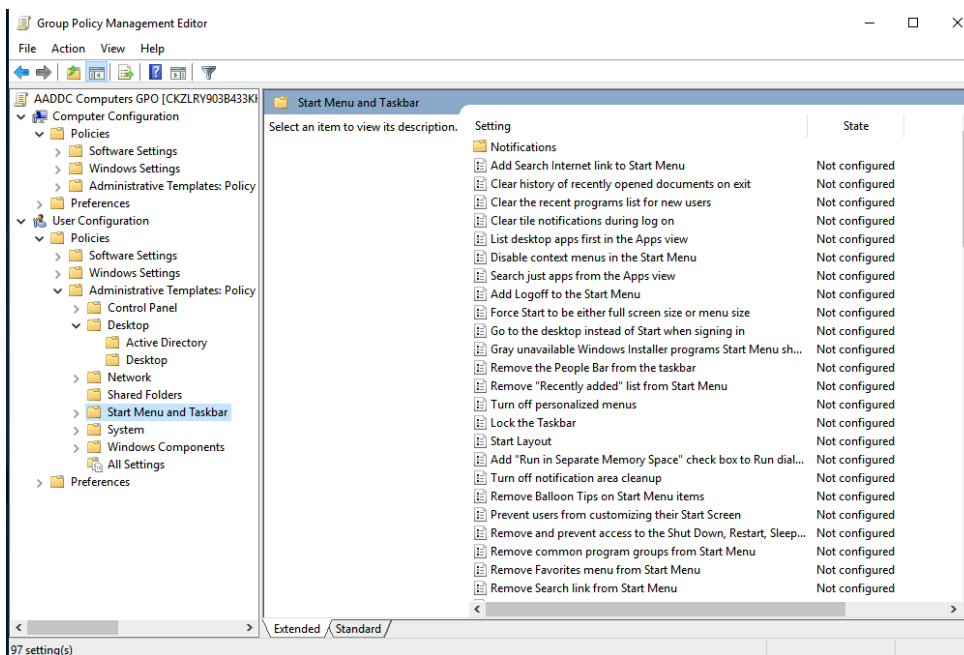 Group Policy Management Editor
File Action View Help
AADDC Computers GPO [CKZLRY903B433KH
Computer Configuration
Policies
Software Settings
Windows Settings
Administrative Templates: Policy
Preferences
User Configuration
Policies
Software Settings
Windows Settings
Administrative Templates: Policy
Control Panel
Desktop
Active Directory
Desktop
Network
Shared Folders
Start Menu and Taskbar
System
Windows Components
All Settings
Preferences
Start Menu and Taskbar
Select an item to view its description.
Setting State
Notifications
Add Search Internet link to Start Menu Not configured
Clear history of recently opened documents on exit Not configured
Clear the recent programs list for new users Not configured
Clear tile notifications during log on Not configured
List desktop apps first in the Apps view Not configured
Disable context menus in the Start Menu Not configured
Search just apps from the Apps view Not configured
Add Logoff to the Start Menu Not configured
Force Start to be either full screen size or menu size Not configured
Go to the desktop instead of Start when signing in Not configured
Gray unavailable Windows Installer programs Start Menu sh... Not configured
Remove the People Bar from the taskbar Not configured
Remove "Recently added" list from Start Menu Not configured
Turn off personalized menus Not configured
Lock the Taskbar Not configured
Start Layout Not configured
Add "Run in Separate Memory Space" check box to Run dial... Not configured
Turn off notification area cleanup Not configured
Remove Balloon Tips on Start Menu items Not configured
Prevent users from customizing their Start Screen Not configured
Remove and prevent access to the Shut Down, Restart, Sleep... Not configured
Remove common program groups from Start Menu Not configured
Remove Favorites menu from Start Menu Not configured
Remove Search link from Start Menu Not configured
Extended Standard
97 setting(s)